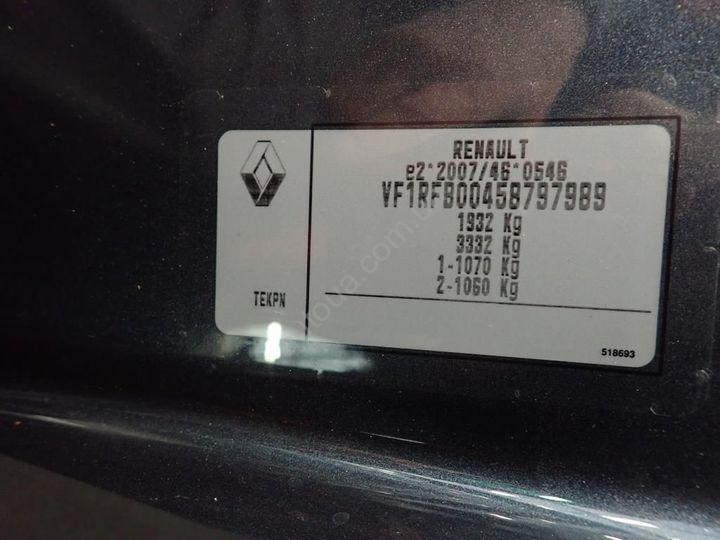 RENAULT
e2*2007/46*0546
VF1RFB00458797989
1932 Kg
3332 Kg
1-1070 Kg
2-1060 Kg
TEKPN
518693